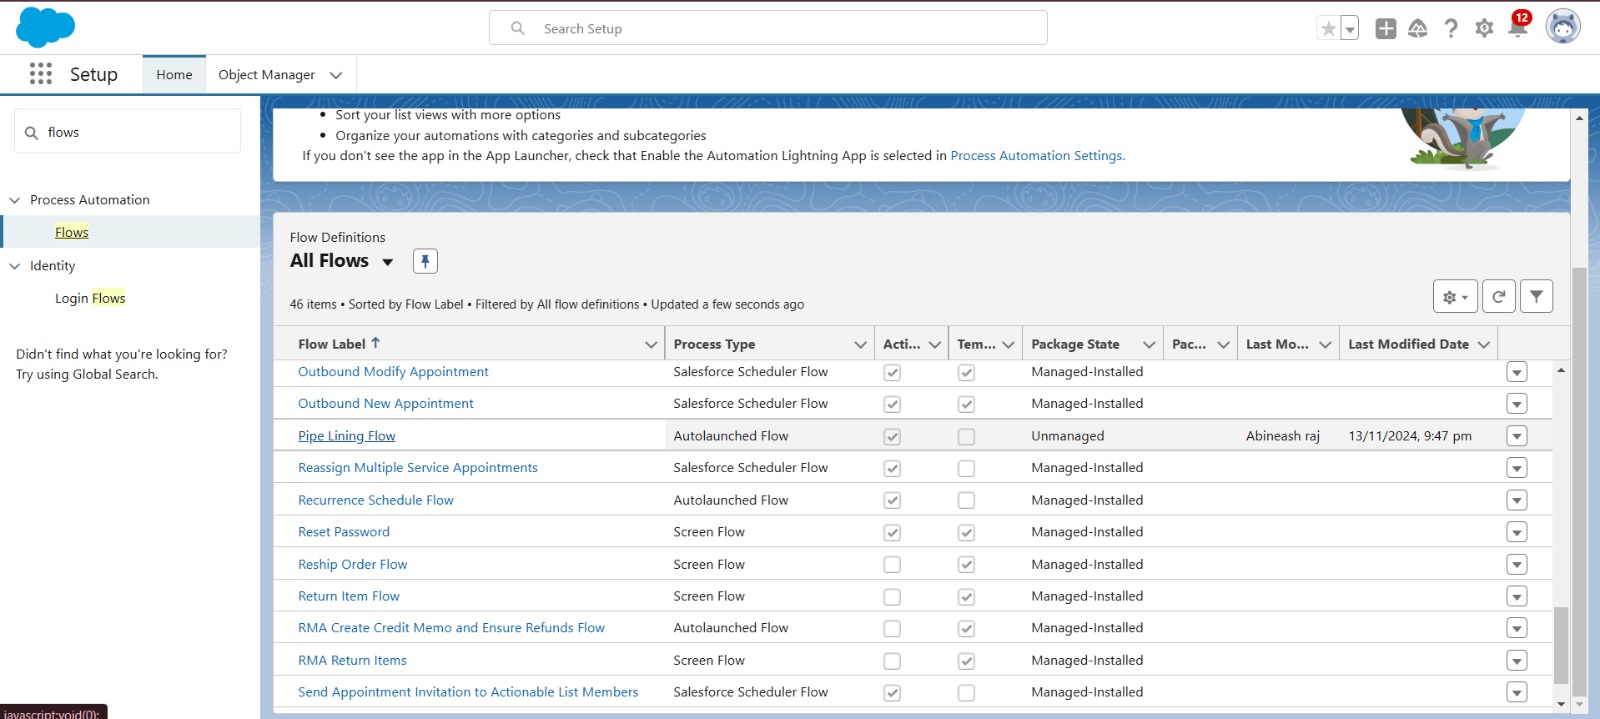 Search Setup
12
Setup
Home
Object Manager
flows
Process Automation
Flows
Identity
Login Flows
Didn't find what you're looking for?
Try using Global Search.
• Sort your list views with more options
• Organize your automations with categories and subcategories
If you don't see the app in the App Launcher, check that Enable the Automation Lightning App is selected in Process Automation Settings.
Flow Definitions
All Flows
46 items • Sorted by Flow Label • Filtered by All flow definitions • Updated a few seconds ago
Flow Label ↑ Process Type Acti... Tem... Package State Pac... Last Mo... Last Modified Date
Outbound Modify Appointment Salesforce Scheduler Flow Managed-Installed
Outbound New Appointment Salesforce Scheduler Flow Managed-Installed
Pipe Lining Flow Autolaunched Flow Unmanaged Abineash raj 13/11/2024, 9:47 pm
Reassign Multiple Service Appointments Salesforce Scheduler Flow Managed-Installed
Recurrence Schedule Flow Autolaunched Flow Managed-Installed
Reset Password Screen Flow Managed-Installed
Reship Order Flow Screen Flow Managed-Installed
Return Item Flow Screen Flow Managed-Installed
RMA Create Credit Memo and Ensure Refunds Flow Autolaunched Flow Managed-Installed
RMA Return Items Screen Flow Managed-Installed
Send Appointment Invitation to Actionable List Members Salesforce Scheduler Flow Managed-Installed
javascript:void(0);